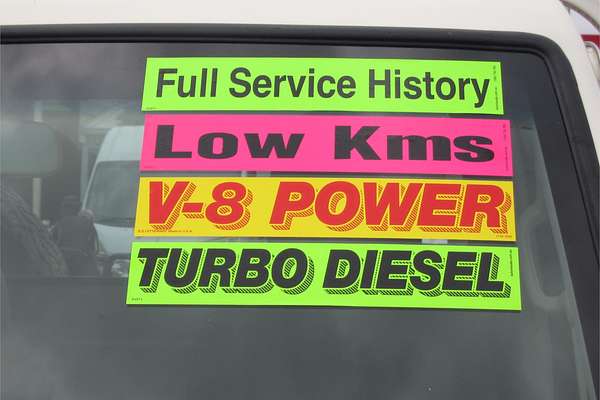 Full Service History
Low Kms
V-8 POWER
TURBO DIESEL